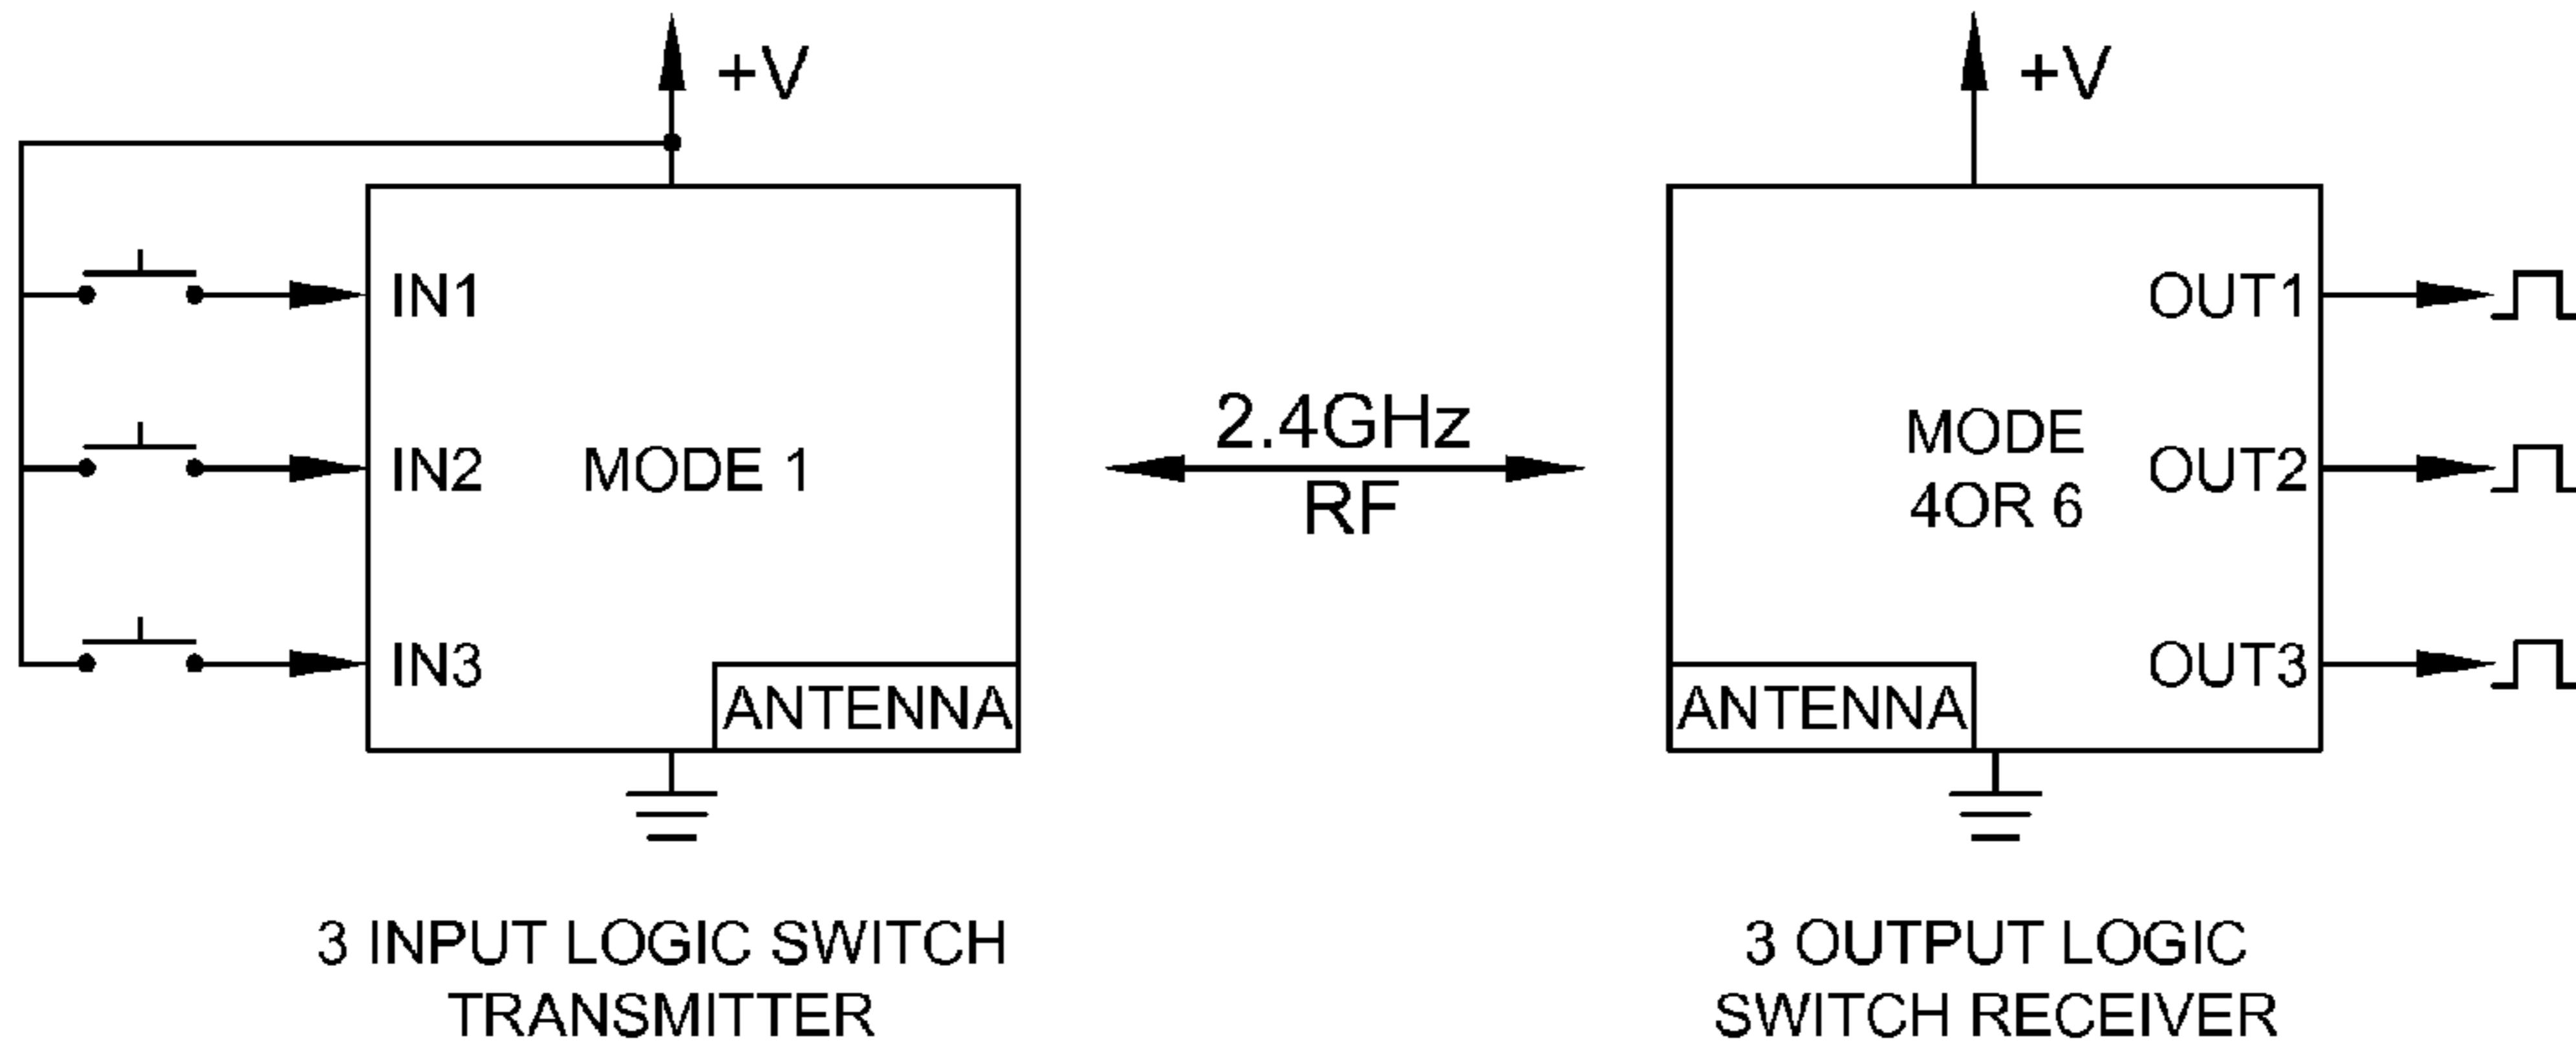 +V
+V
IN1
OUT1
2.4GHz
MODE
IN2
MODE 1
OUT2
RF
4OR 6
IN3
OUT3
ANTENNA
ANTENNA
3 INPUT LOGIC SWITCH
TRANSMITTER
3 OUTPUT LOGIC
SWITCH RECEIVER